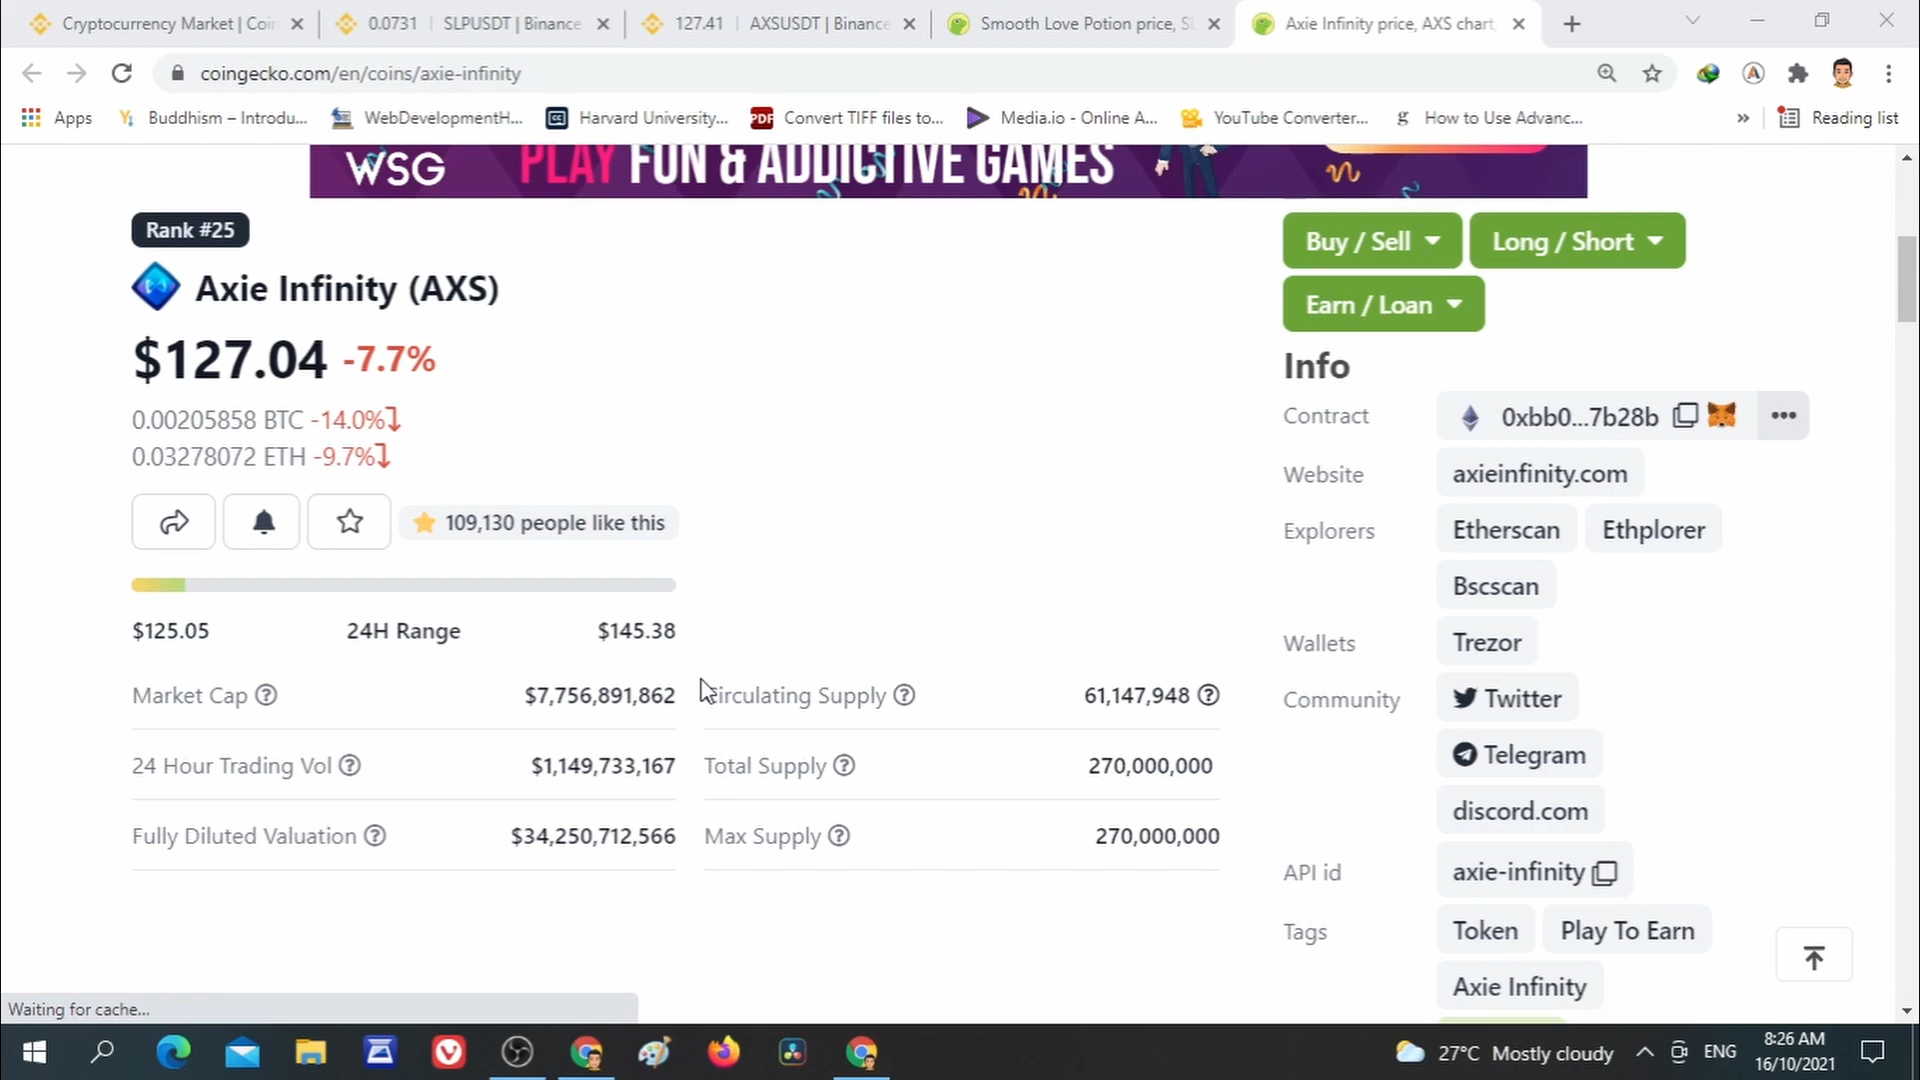 Cryptocurrency Market | Coi
0.0731 | SLPUSDT | Binance
127.41 | AXSUSDT | Binance
Smooth Love Potion price, SL
Axie Infinity price, AXS chart,
coingecko.com/en/coins/axie-infinity
Apps
Buddhism – Introdu...
WebDevelopmentH...
Harvard University...
PDF
Convert TIFF files to...
Media.io - Online A...
YouTube Converter...
g
How to Use Advanc...
»
Reading list
WSG
PLAY FUN & ADDICTIVE GAMES
Rank #25
Axie Infinity (AXS)
$127.04 -7.7%
0.00205858 BTC -14.0%
0.03278072 ETH -9.7%
109,130 people like this
$125.05 24H Range $145.38
Market Cap $7,756,891,862
24 Hour Trading Vol $1,149,733,167
Fully Diluted Valuation $34,250,712,566
Circulating Supply 61,147,948
Total Supply 270,000,000
Max Supply 270,000,000
Buy / Sell
Long / Short
Earn / Loan
Info
Contract 0xbb0...7b28b
Website axieinfinity.com
Explorers Etherscan Ethplorer
Bscscan
Wallets Trezor
Community Twitter
Telegram
discord.com
API id axie-infinity
Tags Token Play To Earn
Axie Infinity
Waiting for cache...
27°C Mostly cloudy
ENG
8:26 AM
16/10/2021